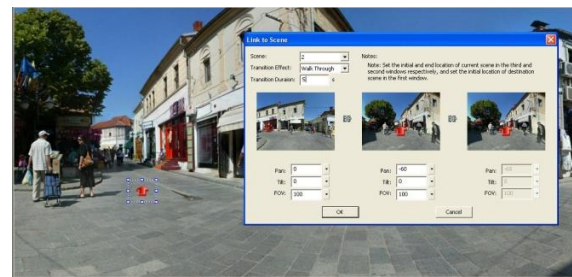 Link to Scene
Scene: 2
Transition Effect: Walk Through
Transition Duraion: 5 s
Notes:
Note: Set the initial and end location of current scene in the third and
second windows respectively, and set the initial location of destination
scene in the first window.
Pan: 0 Pan: -60 Pan: -60
Tilt: 0 Tilt: 0 Tilt: 0
FOV: 100 FOV: 100 FOV: 100
OK Cancel